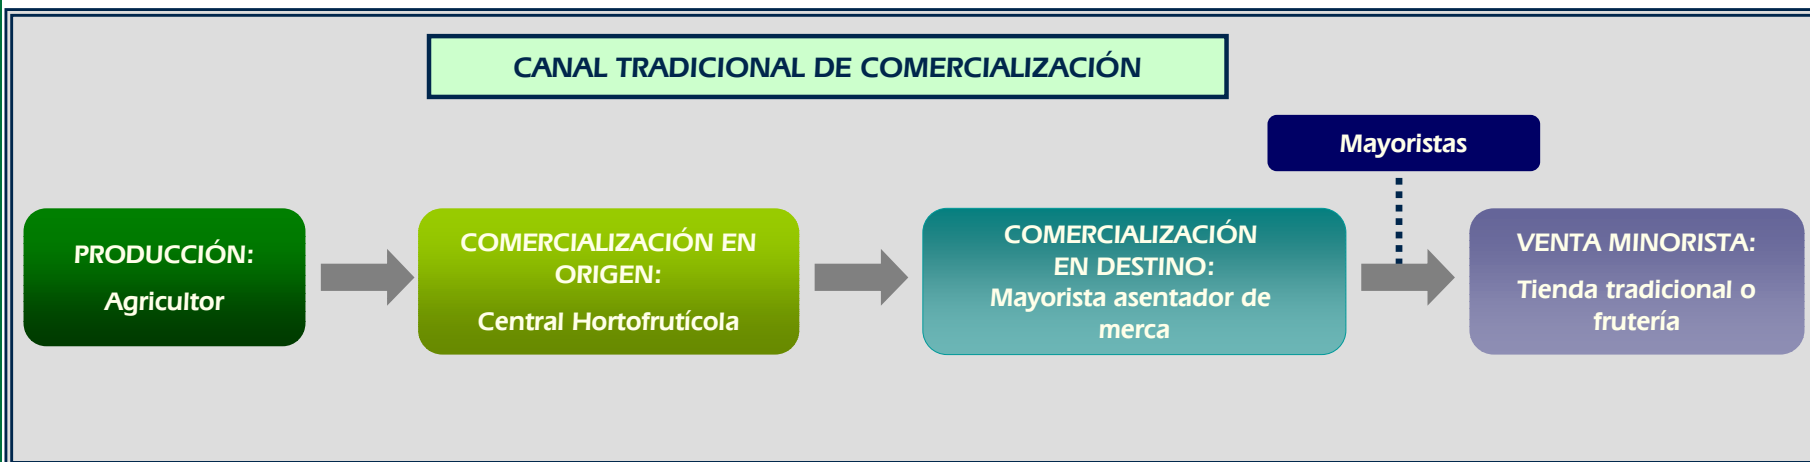 CANAL TRADICIONAL DE COMERCIALIZACIÓN
Mayoristas
PRODUCCIÓN:
Agricultor
COMERCIALIZACIÓN EN
ORIGEN:
Central Hortofrutícola
COMERCIALIZACIÓN
EN DESTINO:
Mayorista asentador de
merca
VENTA MINORISTA:
Tienda tradicional o
frutería